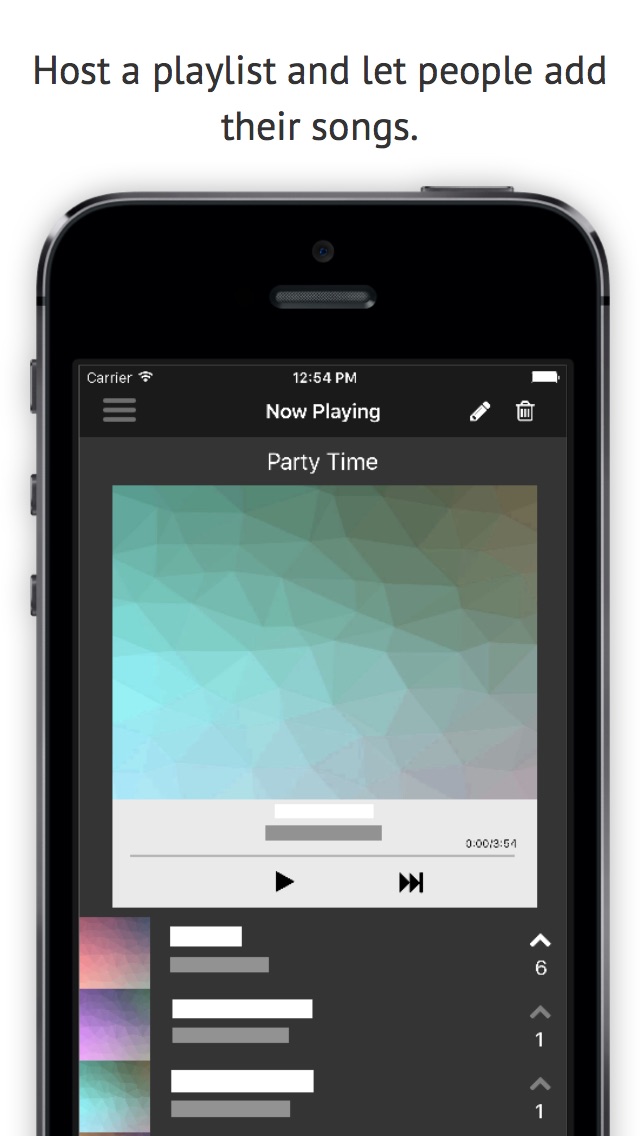 Host a playlist and let people add
their songs.
Carrier 12:54 PM
Now Playing
Party Time
0:00/3:54
6
1
1